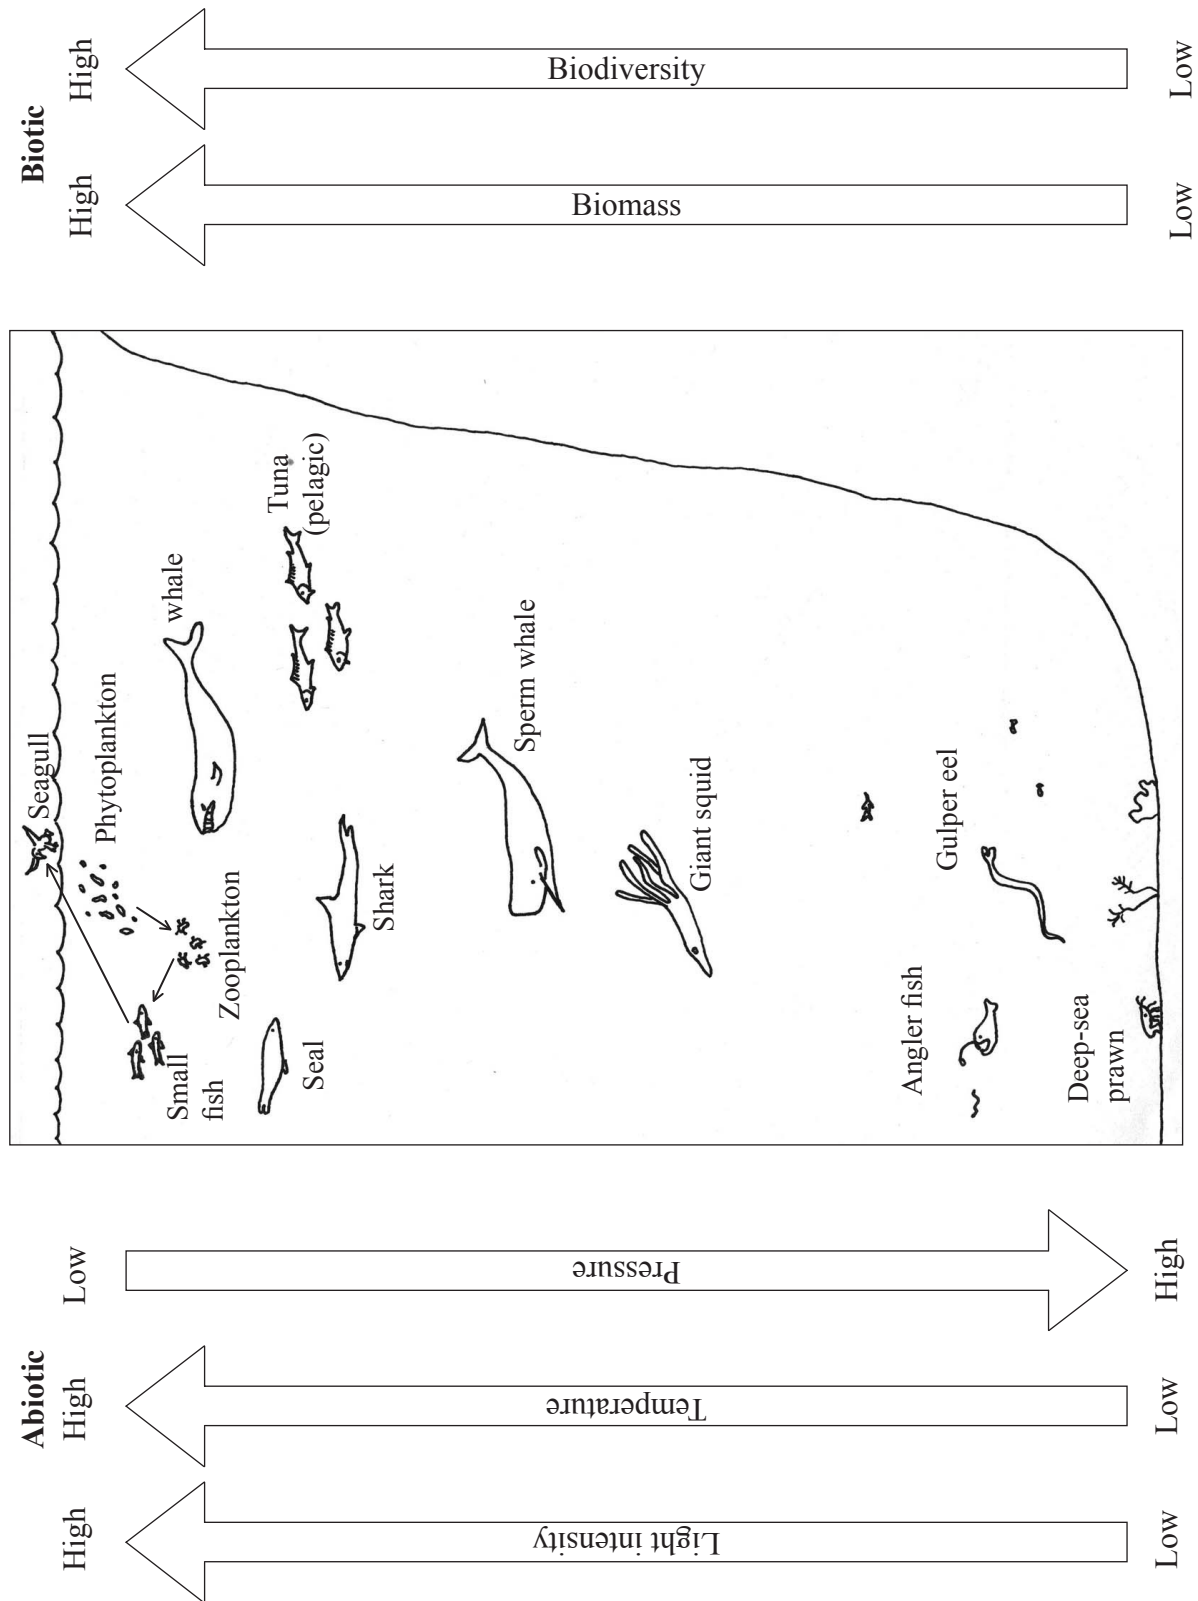 Abiotic
Biotic
High
High
Low
High
High
Light intensity
Temperature
Pressure
Biomass
Biodiversity
Low
Low
High
Low
Low
Seagull
Phytoplankton
whale
Small
fish
Zooplankton
Tuna
(pelagic)
Seal
Shark
Sperm whale
Giant squid
Angler fish
Gulper eel
Deep-sea
prawn